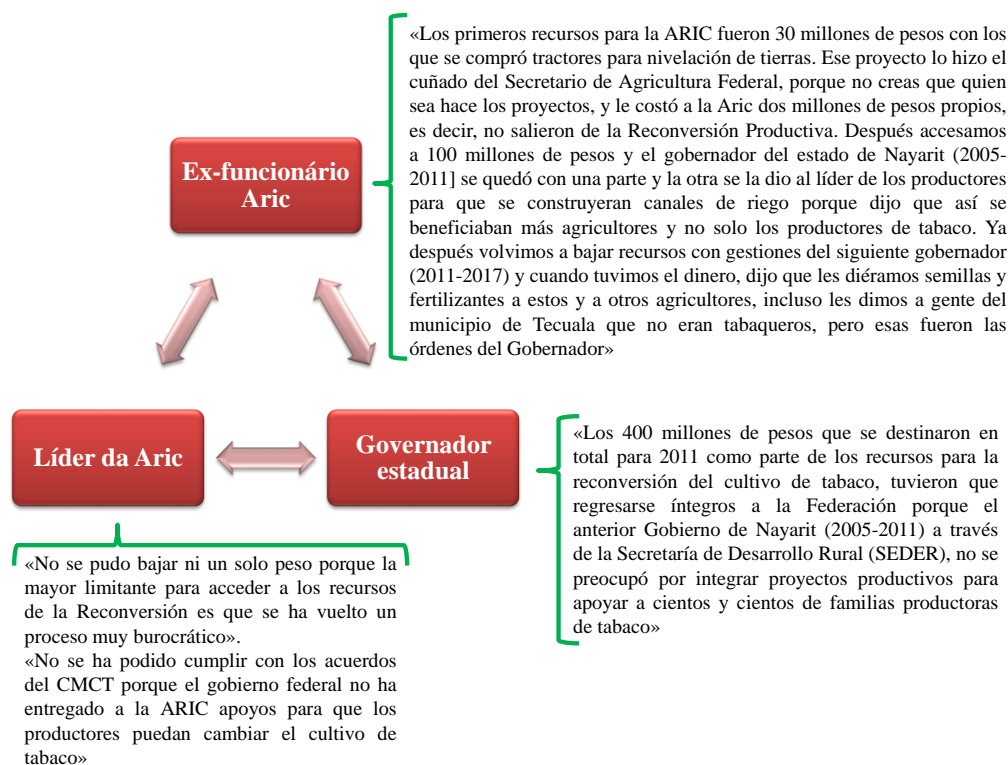 «Los primeros recursos para la ARIC fueron 30 millones de pesos con los
que se compró tractores para nivelación de tierras. Ese proyecto lo hizo el
cuñado del Secretario de Agricultura Federal, porque no creas que quien
sea hace los proyectos, y le costó a la Aric dos millones de pesos propios,
es decir, no salieron de la Reconversión Productiva. Después accesamos
a 100 millones de pesos y el gobernador del estado de Nayarit (2005-
2011] se quedó con una parte y la otra se la dio al líder de los productores
para que se construyeran canales de riego porque dijo que así se
beneficiaban más agricultores y no solo los productores de tabaco. Ya
después volvimos a bajar recursos con gestiones del siguiente gobernador
(2011-2017) y cuando tuvimos el dinero, dijo que les diéramos semillas y
fertilizantes a estos y a otros agricultores, incluso les dimos a gente del
municipio de Tecuala que no eran tabaqueros, pero esas fueron las
órdenes del Gobernador»
Ex-funcionário
Aric
Líder da Aric
Governador
estadual
«Los 400 millones de pesos que se destinaron en
total para 2011 como parte de los recursos para la
reconversión del cultivo de tabaco, tuvieron que
regresarse íntegros a la Federación porque el
anterior Gobierno de Nayarit (2005-2011) a través
de la Secretaría de Desarrollo Rural (SEDER), no se
preocupó por integrar proyectos productivos para
apoyar a cientos y cientos de familias productoras
de tabaco»
«No se pudo bajar ni un solo peso porque la
mayor limitante para acceder a los recursos
de la Reconversión es que se ha vuelto un
proceso muy burocrático».
«No se ha podido cumplir con los acuerdos
del CMCT porque el gobierno federal no ha
entregado a la ARIC apoyos para que los
productores puedan cambiar el cultivo de
tabaco»